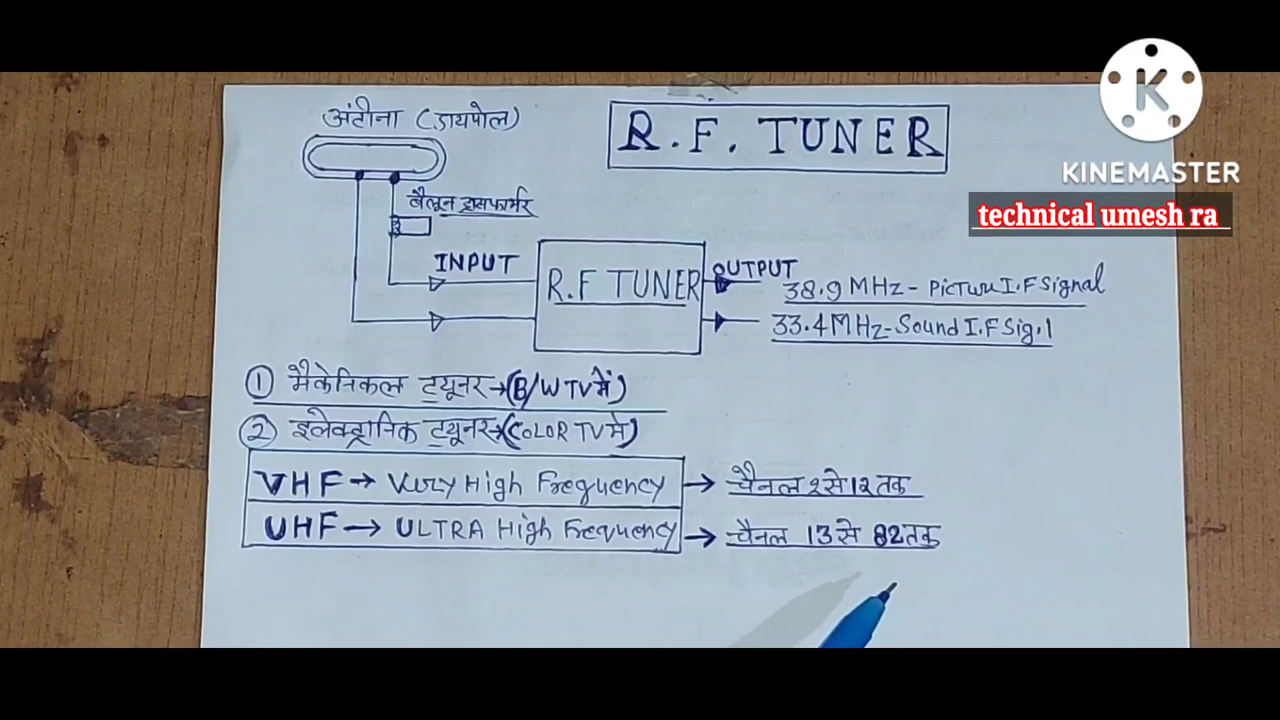 अंटीना (डायपोल)
R.F. TUNER
KINEMASTER
technical umesh ra
बैलून ट्रासफार्मर
INPUT
R.F TUNER
OUTPUT
38.9 MHz - Picture I.F Signal
33.4 MHz - Sound I.F Sig.l
① मैकेनिकल ट्यूनर → (B/W TV में)
② इलेक्ट्रानिक ट्यूनर → (COLOR TV मे)
VHF → Very High Frequency → चैनल 2 से 12 तक
UHF → ULTRA High Frequency → चैनल 13 से 82 तक